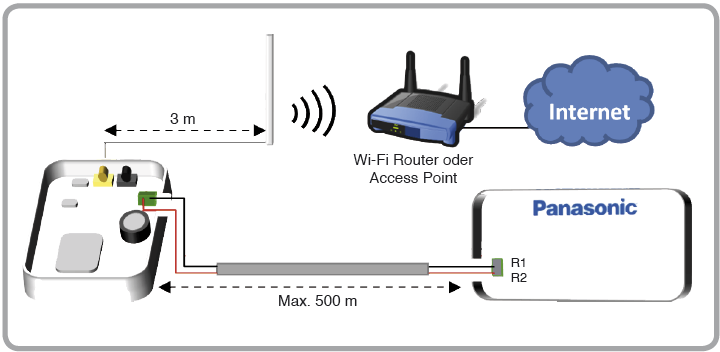 3 m
Internet
Wi-Fi Router oder
Access Point
Panasonic
R1
R2
Max. 500 m